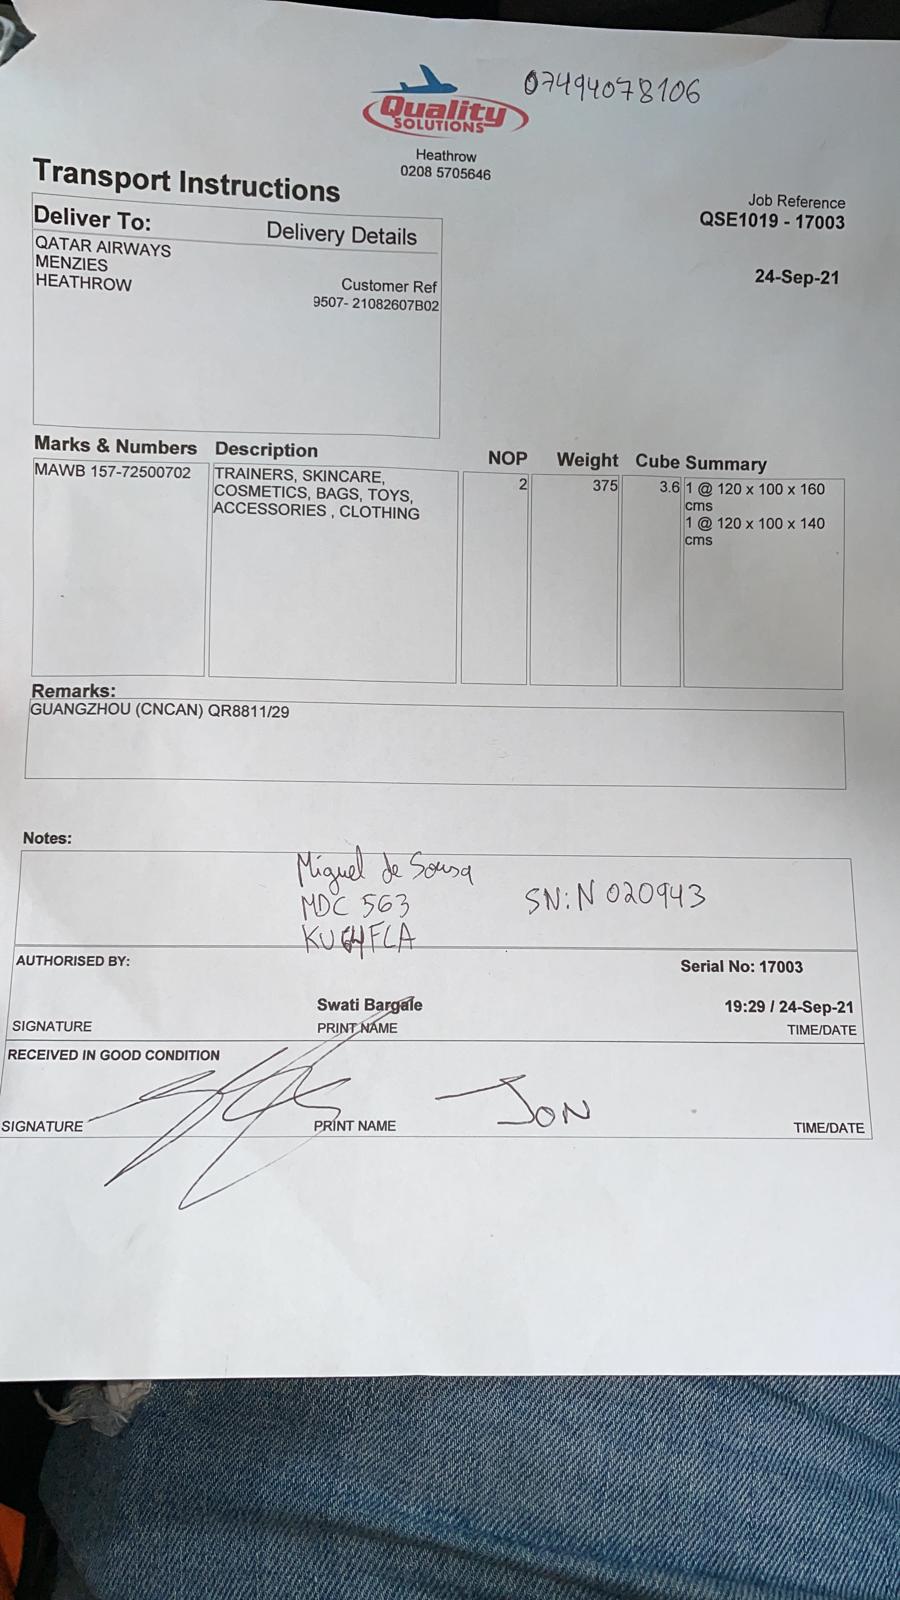 07494078106
Quality
SOLUTIONS
Heathrow
0208 5705646
Transport Instructions
Job Reference
QSE1019 - 17003
24-Sep-21
Deliver To:
Delivery Details
QATAR AIRWAYS
MENZIES
HEATHROW
Customer Ref
9507- 21082607B02
Marks & Numbers Description NOP Weight Cube Summary
MAWB 157-72500702
TRAINERS, SKINCARE,
COSMETICS, BAGS, TOYS,
ACCESSORIES , CLOTHING
2
375
3.6
1 @ 120 x 100 x 160
cms
1 @ 120 x 100 x 140
cms
Remarks:
GUANGZHOU (CNCAN) QR8811/29
Notes:
Miguel de Sousa
MDC 563
SN: N 020943
AUTHORISED BY:
Serial No: 17003
Swati Bargale
19:29 / 24-Sep-21
SIGNATURE PRINT NAME TIME/DATE
RECEIVED IN GOOD CONDITION
JON
SIGNATURE PRINT NAME TIME/DATE